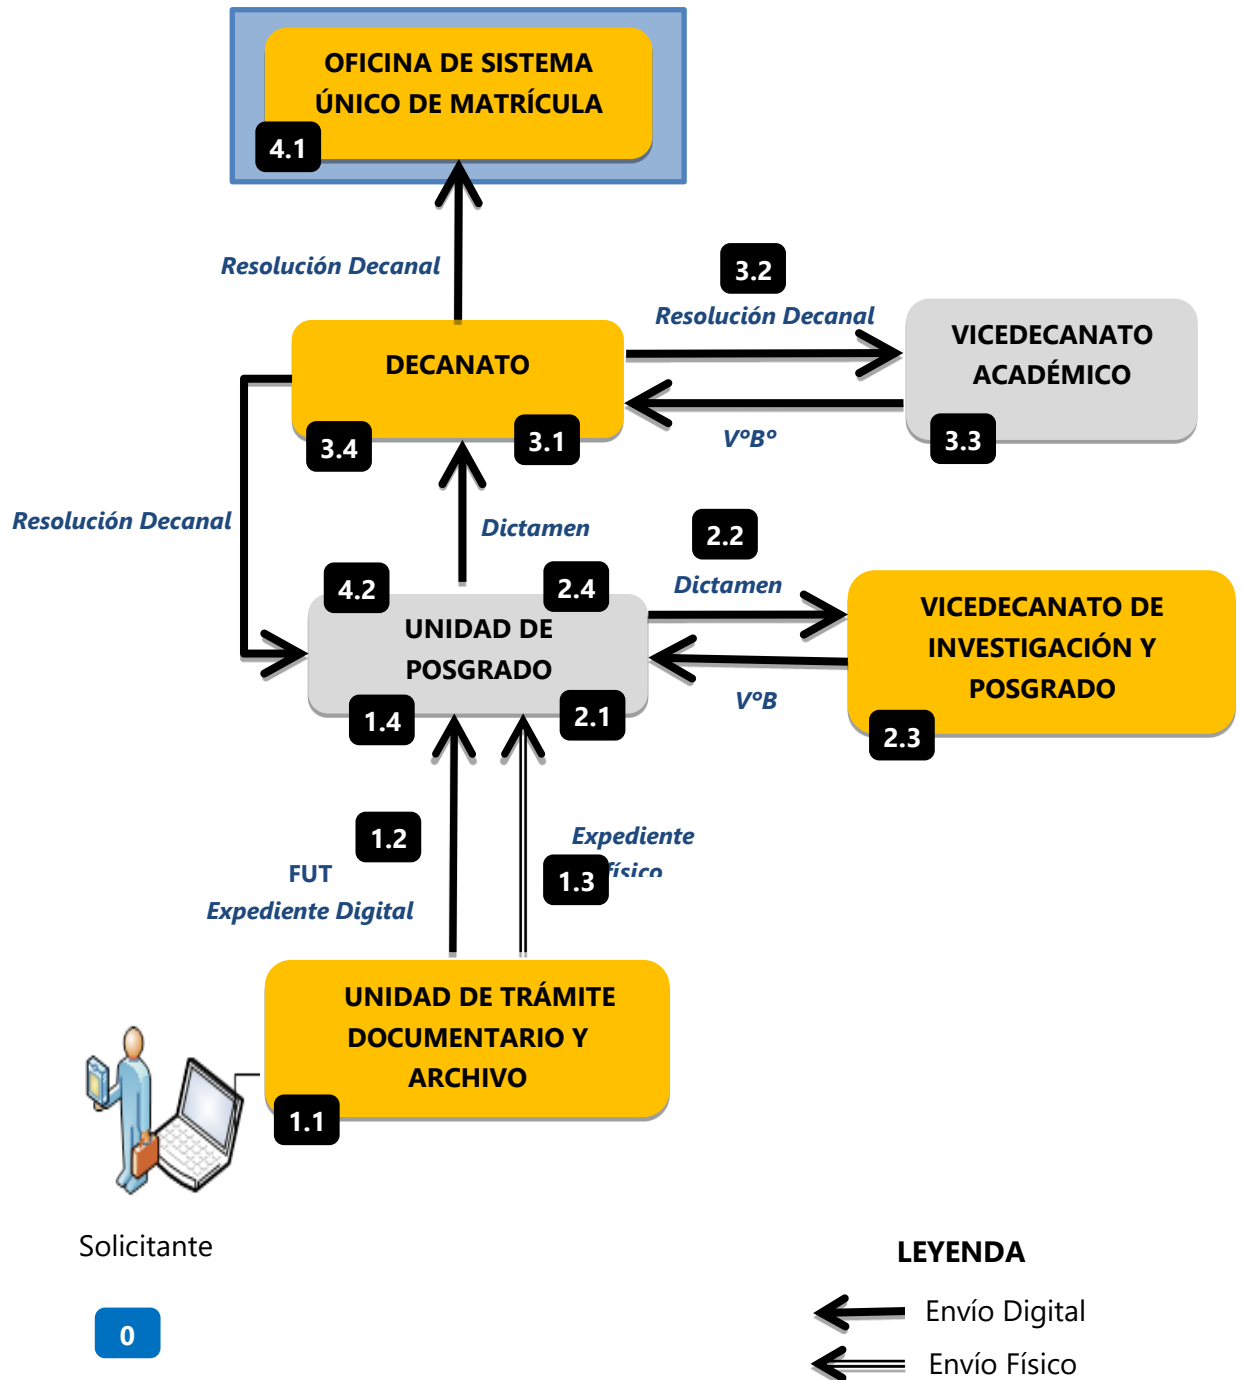 OFICINA DE SISTEMA
ÚNICO DE MATRÍCULA
4.1
Resolución Decanal
3.2
Resolución Decanal
VICEDECANATO
ACADÉMICO
DECANATO
3.4
3.1
VºBº
3.3
Resolución Decanal
Dictamen
2.2
Dictamen
4.2
2.4
UNIDAD DE
POSGRADO
VICEDECANATO DE
INVESTIGACIÓN Y
POSGRADO
VºB
1.4
2.1
2.3
1.2
Expediente
físico
1.3
FUT
Expediente Digital
UNIDAD DE TRÁMITE
DOCUMENTARIO Y
ARCHIVO
1.1
Solicitante
0
LEYENDA
Envío Digital
Envío Físico